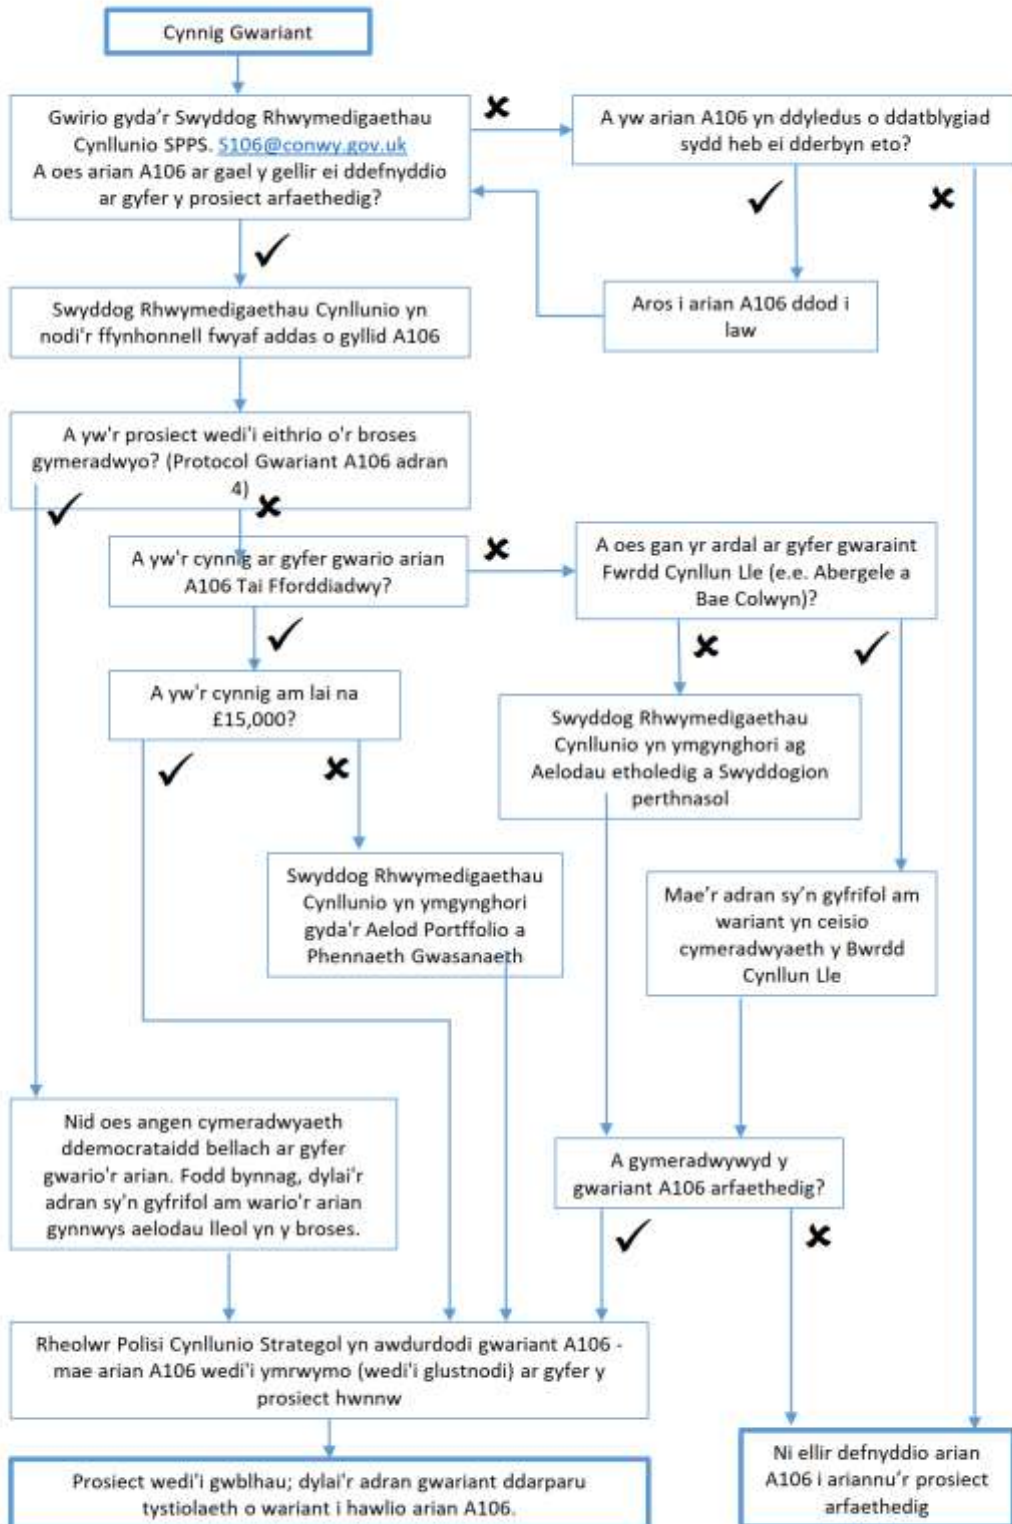 Cynnig Gwariant
Gwirio gyda'r Swyddog Rhwymedigaethau
Cynllunio SPPS. S106@conwy.gov.uk
A oes arian A106 ar gael y gellir ei ddefnyddio
ar gyfer y prosiect arfaethedig?
A yw arian A106 yn ddyledus o ddatblygiad
sydd heb ei dderbyn eto?
Aros i arian A106 ddod i
law
Swyddog Rhwymedigaethau Cynllunio yn
nodi'r ffynhonnell fwyaf addas o gyllid A106
A yw'r prosiect wedi'i eithrio o'r broses
gymeradwyo? (Protocol Gwariant A106 adran
4)
A yw'r cynnig ar gyfer gwario arian
A106 Tai Fforddiadwy?
A oes gan yr ardal ar gyfer gwaraint
Fwrdd Cynllun Lle (e.e. Abergele a
Bae Colwyn)?
A yw'r cynnig am lai na
£15,000?
Swyddog Rhwymedigaethau
Cynllunio yn ymgynghori ag
Aelodau etholedig a Swyddogion
perthnasol
Swyddog Rhwymedigaethau
Cynllunio yn ymgynghori
gyda'r Aelod Portffolio a
Phennaeth Gwasanaeth
Mae'r adran sy'n gyfrifol am
wariant yn ceisio
cymeradwyaeth y Bwrdd
Cynllun Lle
Nid oes angen cymeradwyaeth
ddemocrataidd bellach ar gyfer
gwario'r arian. Fodd bynnag, dylai'r
adran sy'n gyfrifol am wario'r arian
gynnwys aelodau lleol yn y broses.
A gymeradwywyd y
gwariant A106 arfaethedig?
Rheolwr Polisi Cynllunio Strategol yn awdurdodi gwariant A106 -
mae arian A106 wedi'i ymrwymo (wedi'i glustnodi) ar gyfer y
prosiect hwnnw
Prosiect wedi'i gwblhau; dylai'r adran gwariant ddarparu
tystiolaeth o wariant i hawlio arian A106.
Ni ellir defnyddio arian
A106 i ariannu'r prosiect
arfaethedig